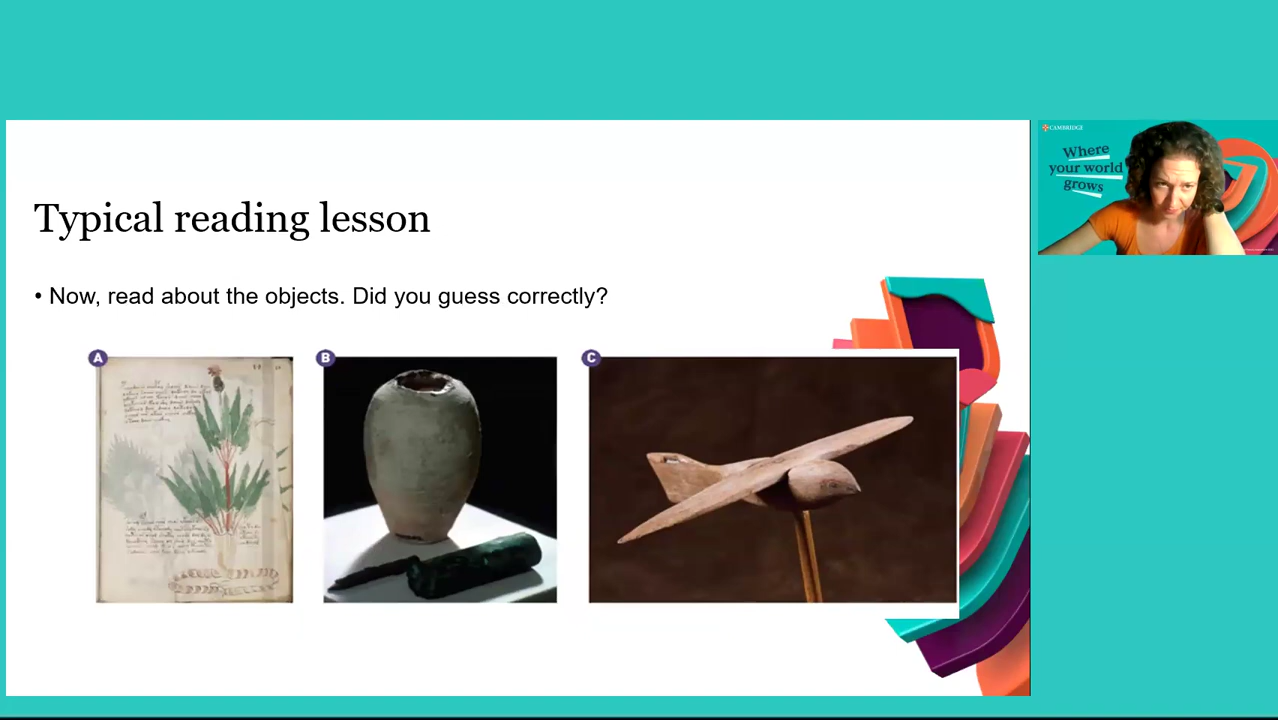 Typical reading lesson
• Now, read about the objects. Did you guess correctly?
A
B
C
CAMBRIDGE
Where
your world
grows